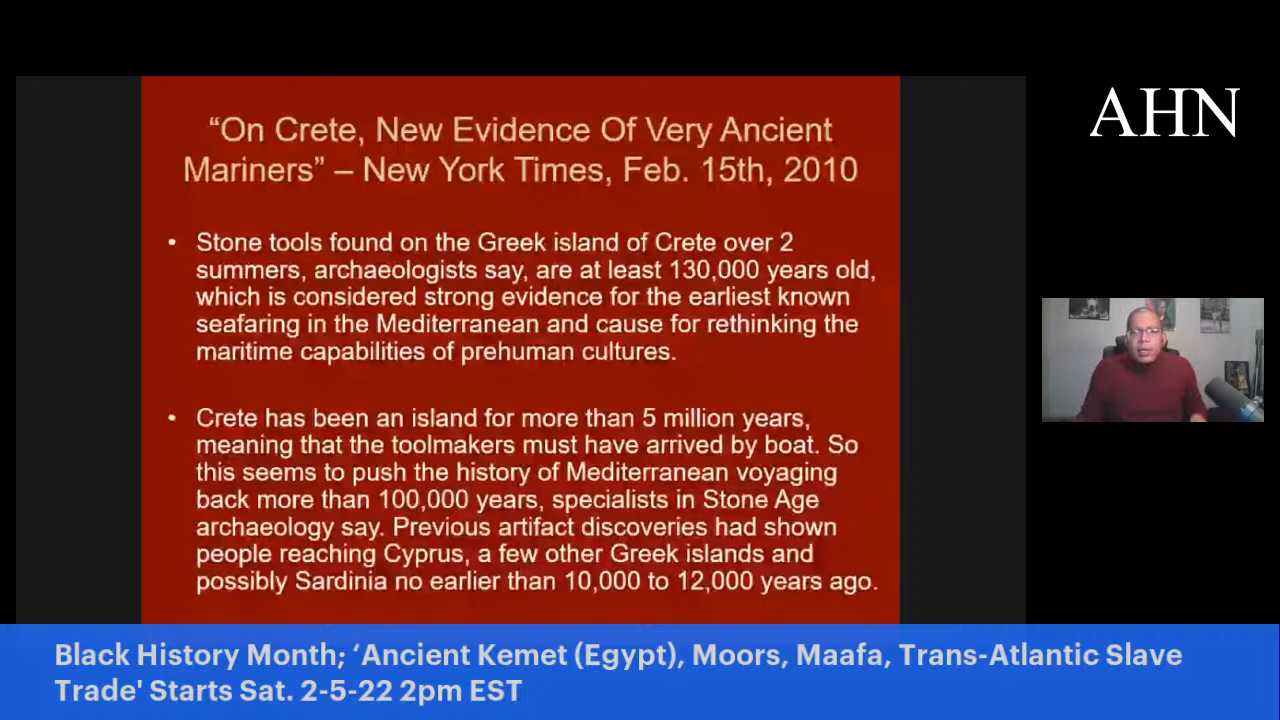 AHN
“On Crete, New Evidence Of Very Ancient
Mariners” – New York Times, Feb. 15th, 2010
• Stone tools found on the Greek island of Crete over 2
summers, archaeologists say, are at least 130,000 years old,
which is considered strong evidence for the earliest known
seafaring in the Mediterranean and cause for rethinking the
maritime capabilities of prehuman cultures.
• Crete has been an island for more than 5 million years,
meaning that the toolmakers must have arrived by boat. So
this seems to push the history of Mediterranean voyaging
back more than 100,000 years, specialists in Stone Age
archaeology say. Previous artifact discoveries had shown
people reaching Cyprus, a few other Greek islands and
possibly Sardinia no earlier than 10,000 to 12,000 years ago.
Black History Month; ‘Ancient Kemet (Egypt), Moors, Maafa, Trans-Atlantic Slave
Trade' Starts Sat. 2-5-22 2pm EST